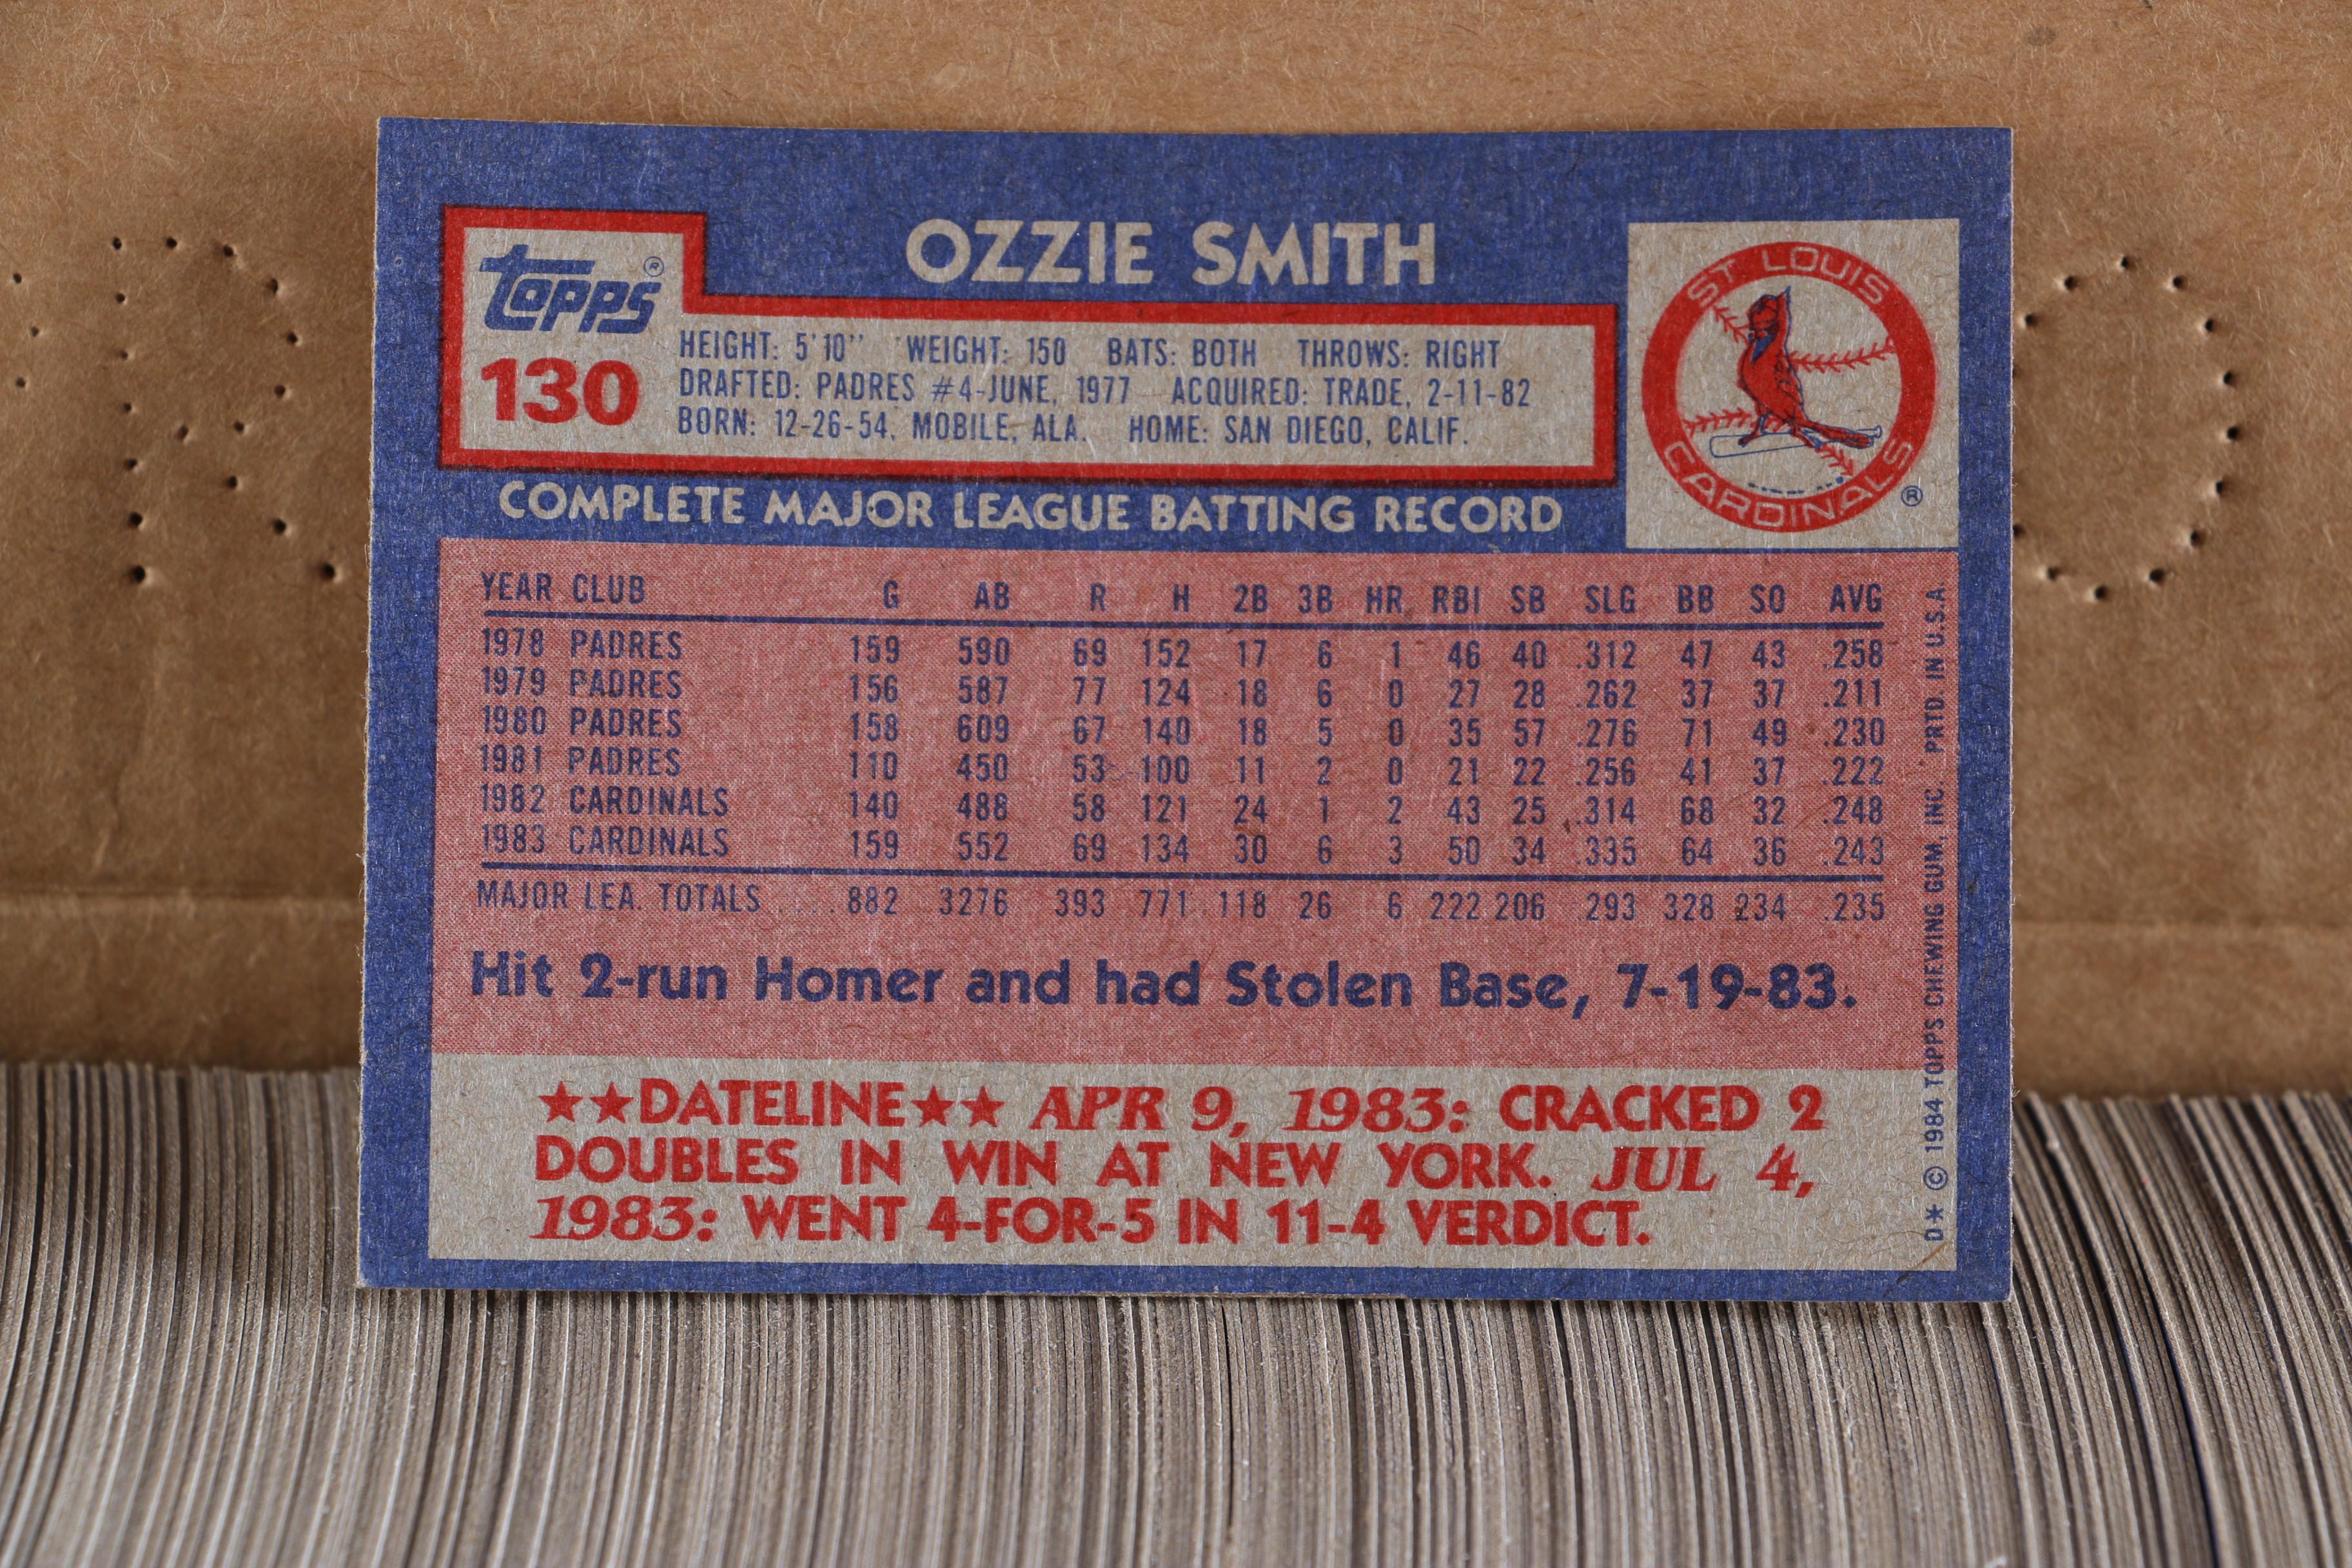 OZZIE SMITH
topps®
130
HEIGHT: 5'10" WEIGHT: 150 BATS: BOTH THROWS: RIGHT
DRAFTED: PADRES #4-JUNE, 1977 ACQUIRED: TRADE, 2-11-82
BORN: 12-26-54, MOBILE, ALA. HOME: SAN DIEGO, CALIF.
ST LOUIS
CARDINALS
®
COMPLETE MAJOR LEAGUE BATTING RECORD
YEAR CLUB G AB R H 2B 3B HR RBI SB SLG BB SO AVG
1978 PADRES 159 590 69 152 17 6 1 46 40 .312 47 43 .258
1979 PADRES 156 587 77 124 18 6 0 27 28 .262 37 37 .211
1980 PADRES 158 609 67 140 18 5 0 35 57 .276 71 49 .230
1981 PADRES 110 450 53 100 11 2 0 21 22 .256 41 37 .222
1982 CARDINALS 140 488 58 121 24 1 2 43 25 .314 68 32 .248
1983 CARDINALS 159 552 69 134 30 6 3 50 34 .335 64 36 .243
MAJOR LEA. TOTALS .... 882 3276 393 771 118 26 6 222 206 .293 328 234 .235
Hit 2-run Homer and had Stolen Base, 7-19-83.
★★DATELINE★★ APR 9, 1983: CRACKED 2
DOUBLES IN WIN AT NEW YORK. JUL 4,
1983: WENT 4-FOR-5 IN 11-4 VERDICT.
D★ © 1984 TOPPS CHEWING GUM, INC. PRTD. IN U.S.A.